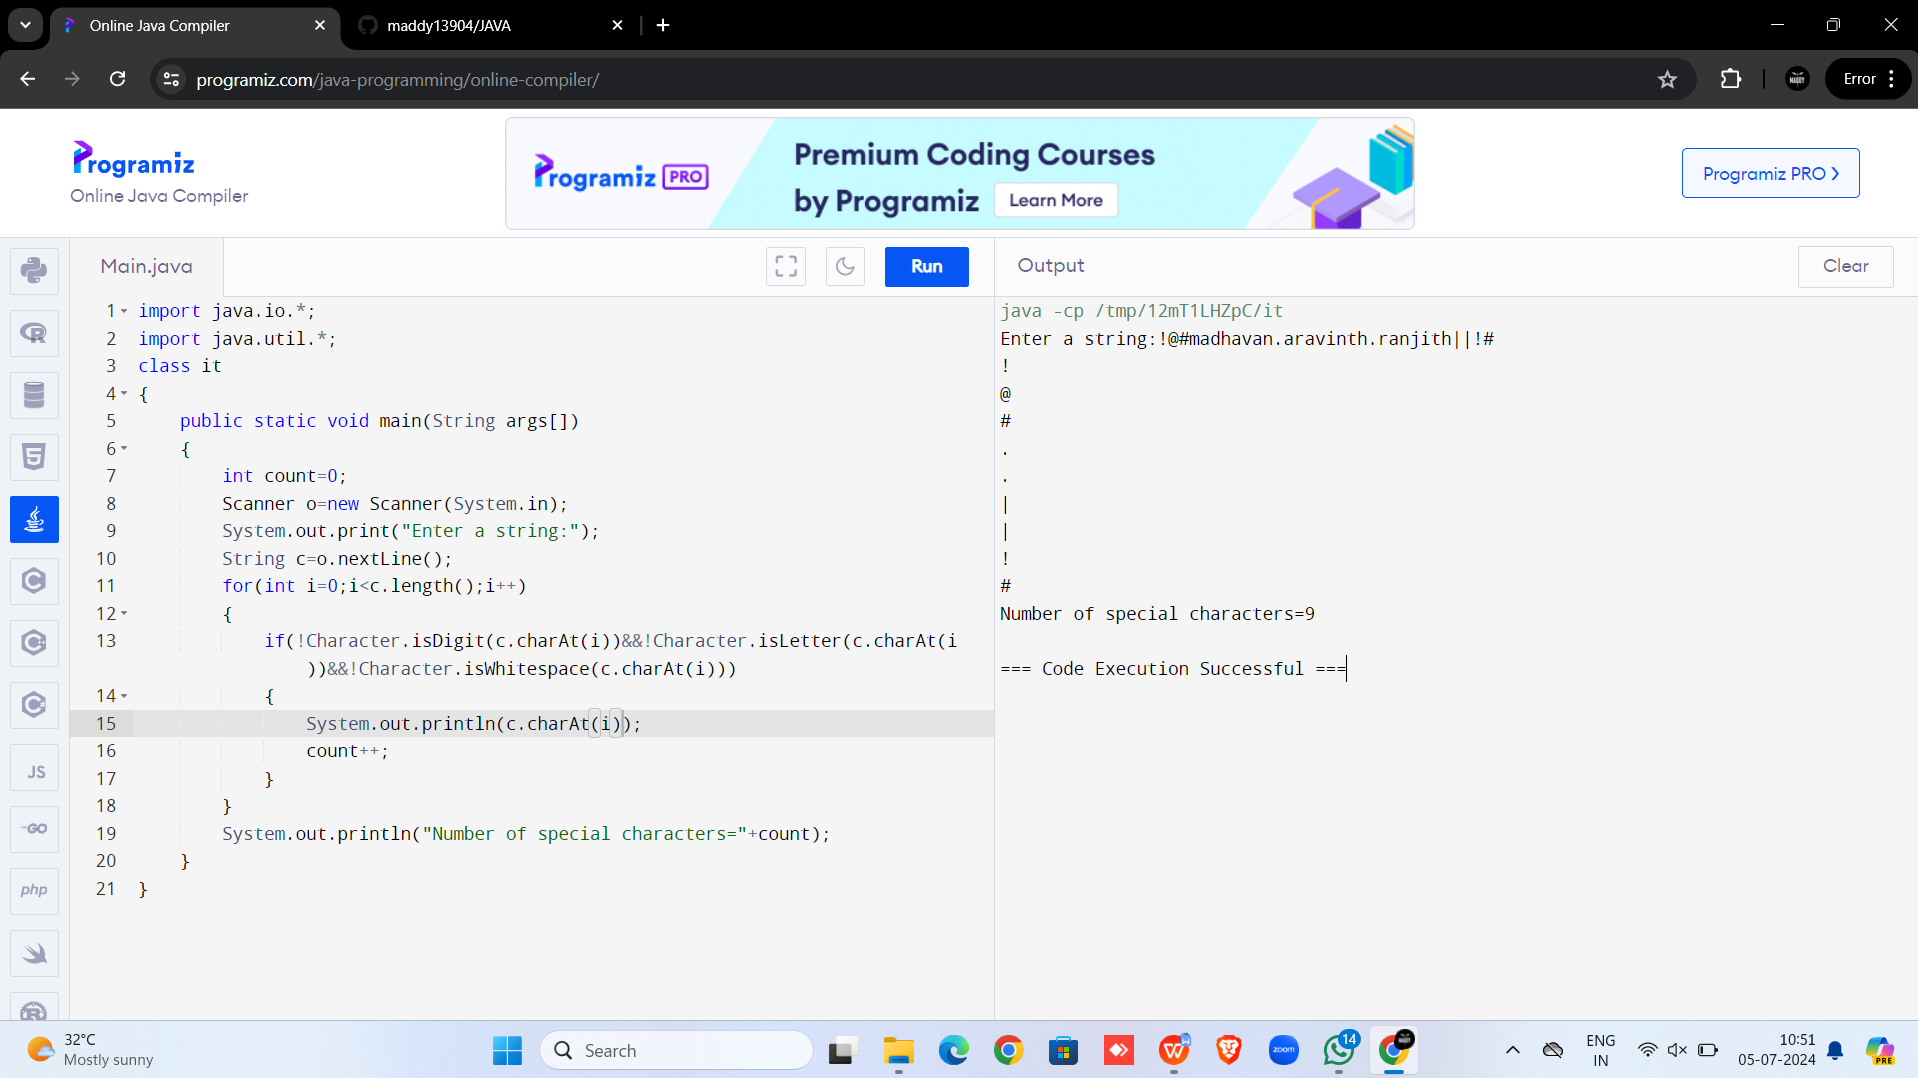 Online Java Compiler
maddy13904/JAVA
programiz.com/java-programming/online-compiler/
Error
Programiz
Online Java Compiler
Programiz PRO
Premium Coding Courses
by Programiz
Learn More
Programiz PRO
Main.java
Run
1 import java.io.*;
2 import java.util.*;
3 class it
4 {
5 public static void main(String args[])
6 {
7 int count=0;
8 Scanner o=new Scanner(System.in);
9 System.out.print("Enter a string:");
10 String c=o.nextLine();
11 for(int i=0;i<c.length();i++)
12 {
13 if(!Character.isDigit(c.charAt(i))&&!Character.isLetter(c.charAt(i
))&&!Character.isWhitespace(c.charAt(i)))
14 {
15 System.out.println(c.charAt(i));
16 count++;
17 }
18 }
19 System.out.println("Number of special characters="+count);
20 }
21 }
Output
Clear
java -cp /tmp/12mT1LHZpC/it
Enter a string:!@#madhavan.aravinth.ranjith||!#
!
@
#
.
.
|
|
!
#
Number of special characters=9
=== Code Execution Successful ===
JS
GO
php
32°C
Mostly sunny
Search
zoom
14
ENG
IN
10:51
05-07-2024
PRE